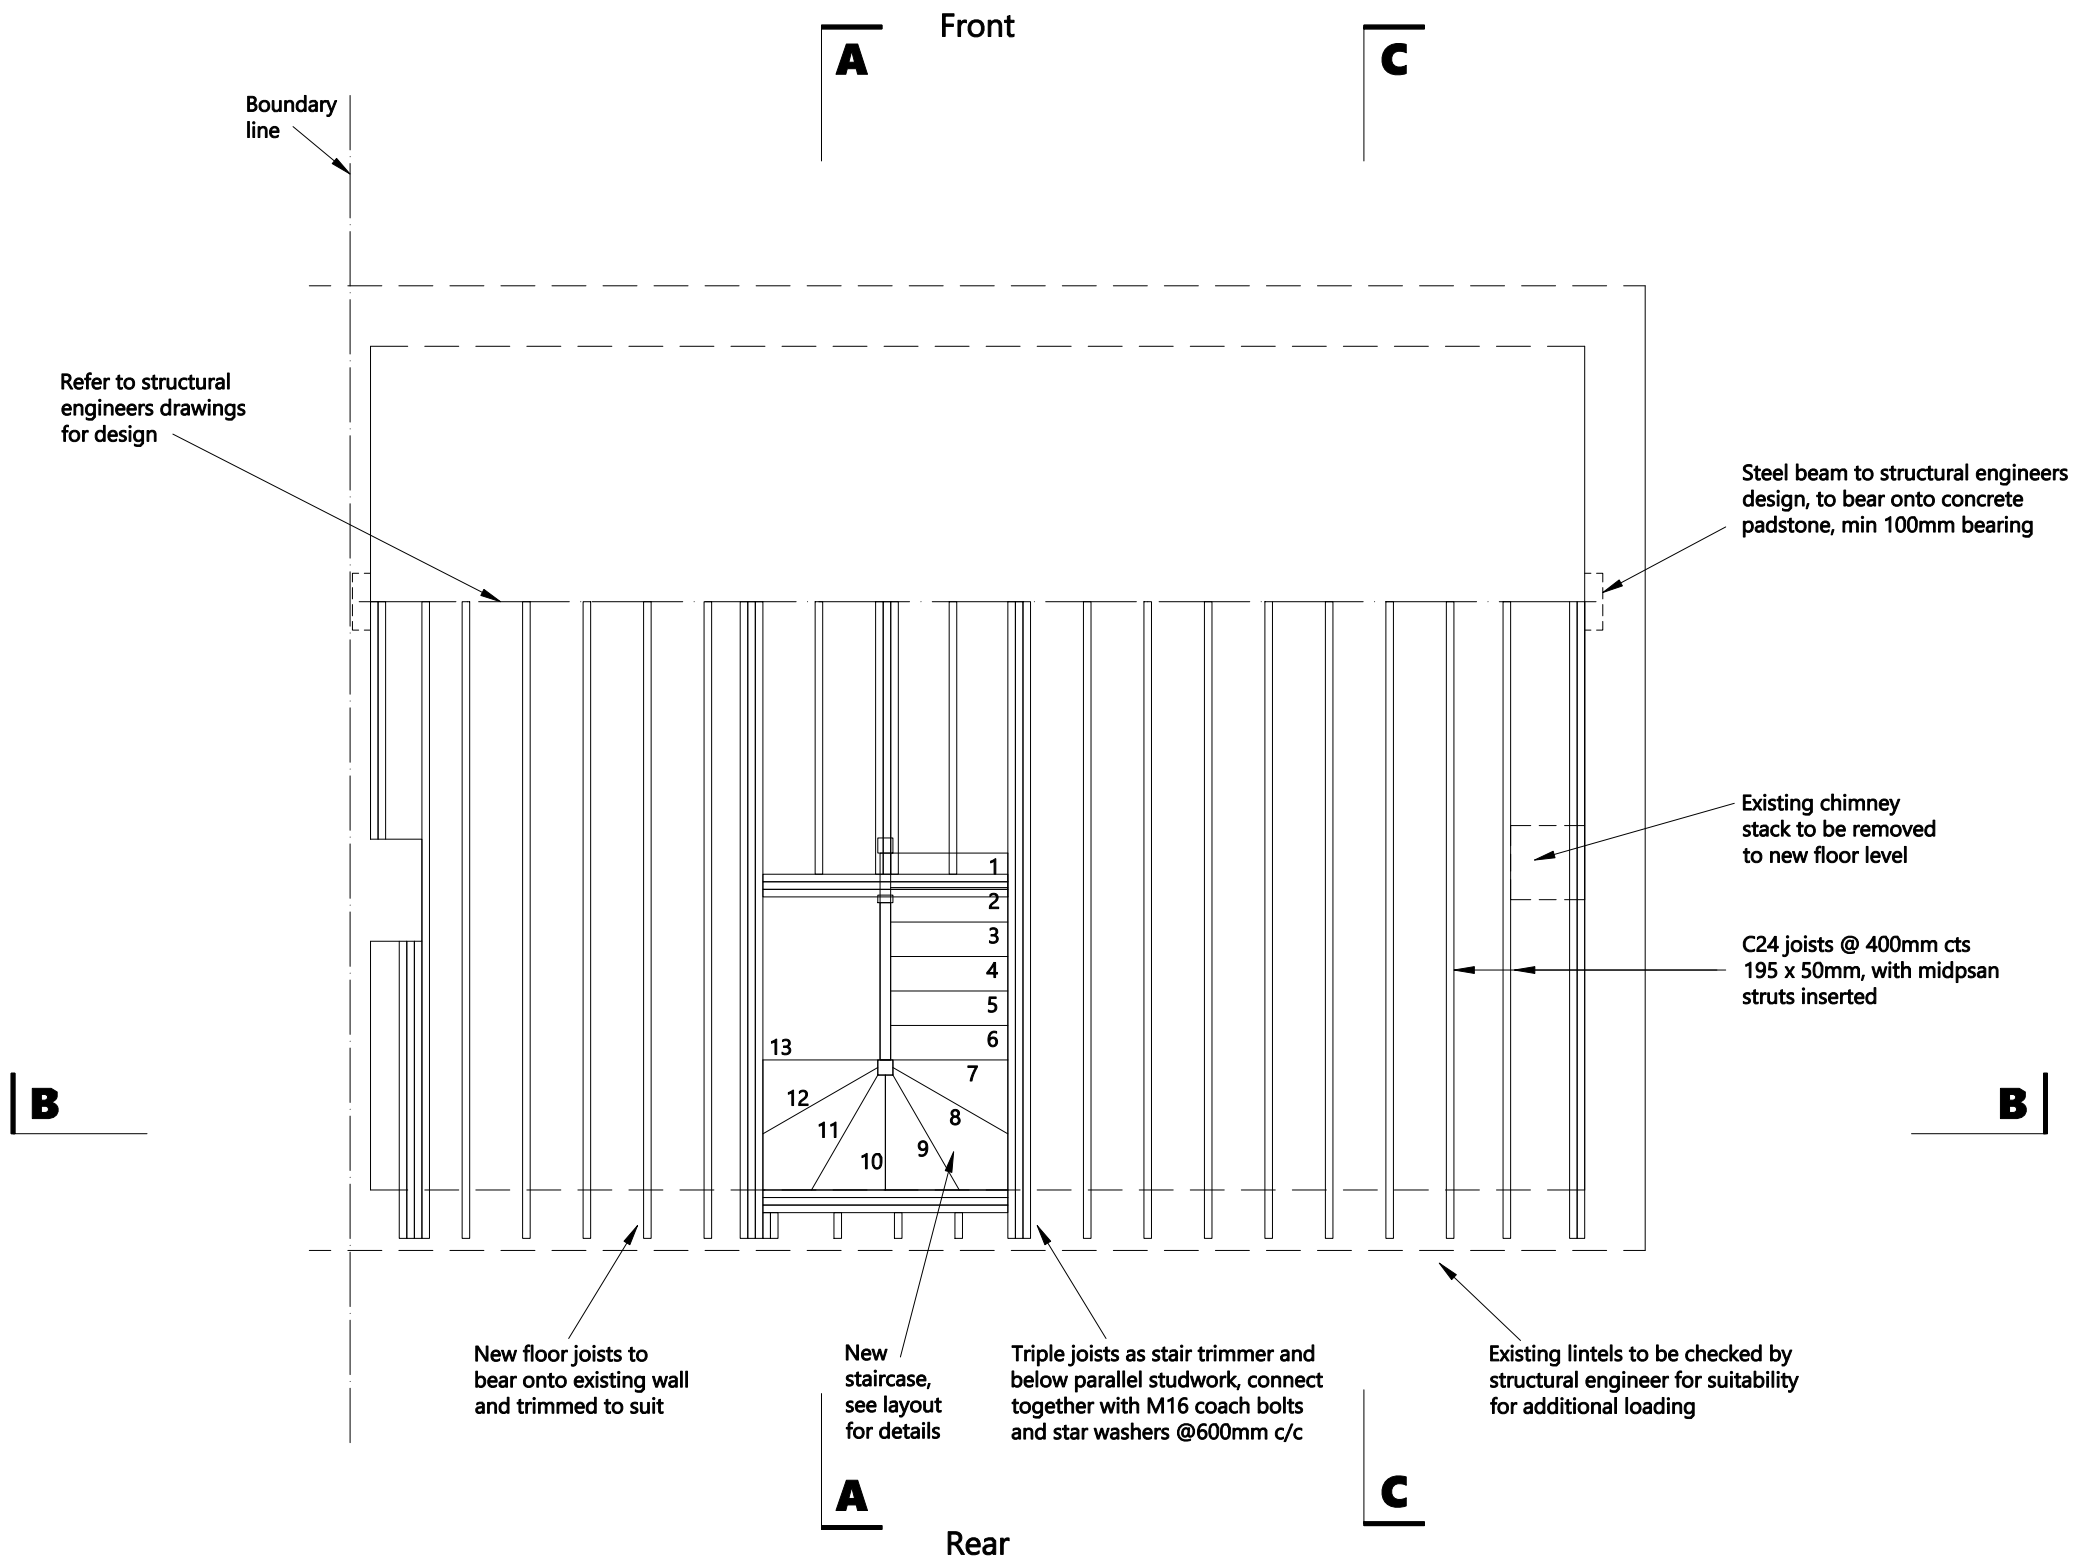 Front
A
C
Boundary
line
Refer to structural
engineers drawings
for design
Steel beam to structural engineers
design, to bear onto concrete
padstone, min 100mm bearing
Existing chimney
stack to be removed
to new floor level
1
2
3
4
5
6
7
8
9
10
11
12
13
C24 joists @ 400mm cts
195 x 50mm, with midpsan
struts inserted
B
B
New floor joists to
bear onto existing wall
and trimmed to suit
New
staircase,
see layout
for details
Triple joists as stair trimmer and
below parallel studwork, connect
together with M16 coach bolts
and star washers @600mm c/c
Existing lintels to be checked by
structural engineer for suitability
for additional loading
A
C
Rear